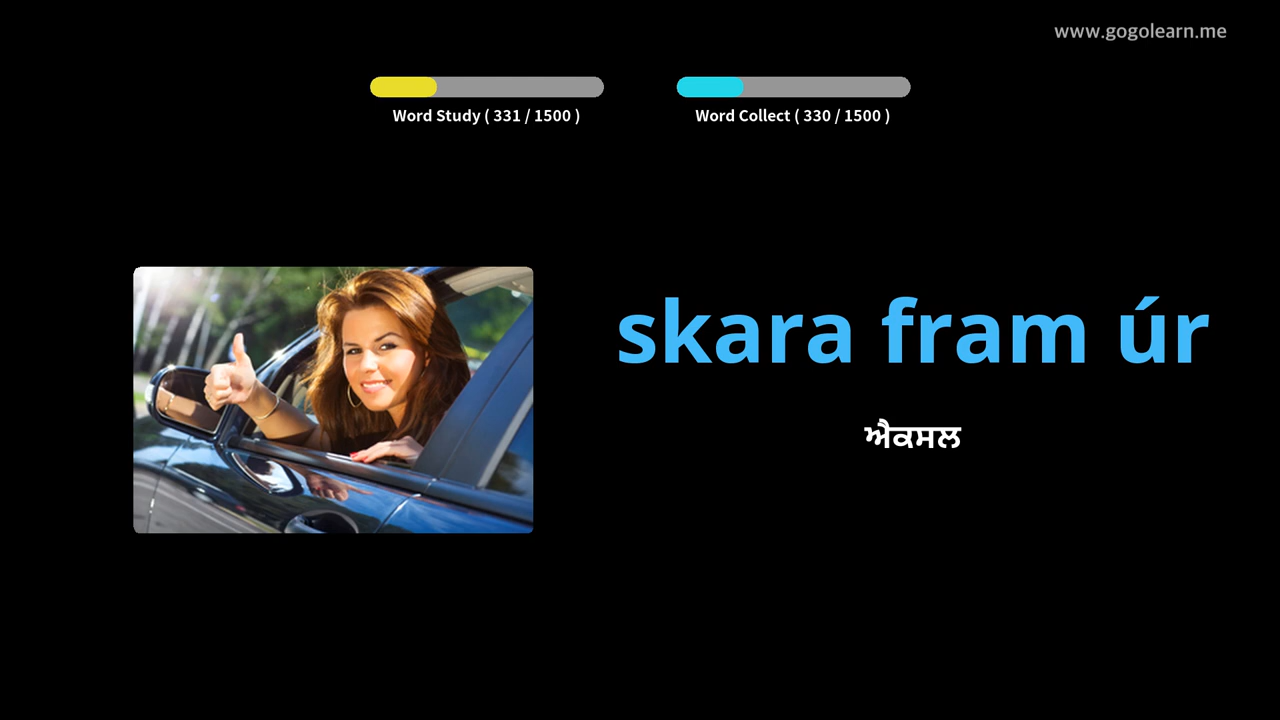 www.gogolearn.me
Word Study ( 331 / 1500 )
Word Collect ( 330 / 1500 )
skara fram úr
ਐਕਸਲ